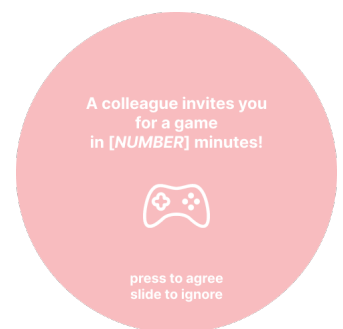 A colleague invites you
for a game
in [NUMBER] minutes!
press to agree
slide to ignore